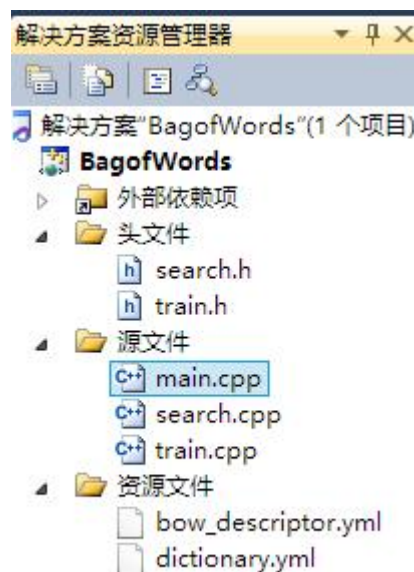 解决方案资源管理器
解决方案"BagofWords"(1 个项目)
BagofWords
外部依赖项
头文件
h search.h
h train.h
源文件
C++ main.cpp
C++ search.cpp
C++ train.cpp
资源文件
bow_descriptor.yml
dictionary.yml